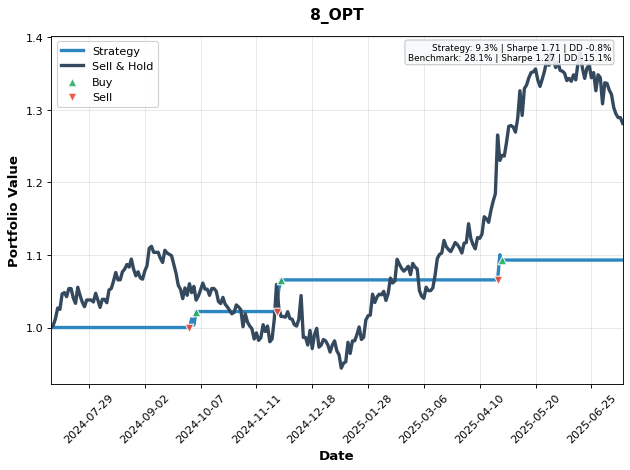 8_OPT
Strategy: 9.3% | Sharpe 1.71 | DD -0.8%
Benchmark: 28.1% | Sharpe 1.27 | DD -15.1%
Strategy
Sell & Hold
Buy
Sell
Portfolio Value
1.4
1.3
1.2
1.1
1.0
2024-07-29
2024-09-02
2024-10-07
2024-11-11
2024-12-18
2025-01-28
2025-03-06
2025-04-10
2025-05-20
2025-06-25
Date